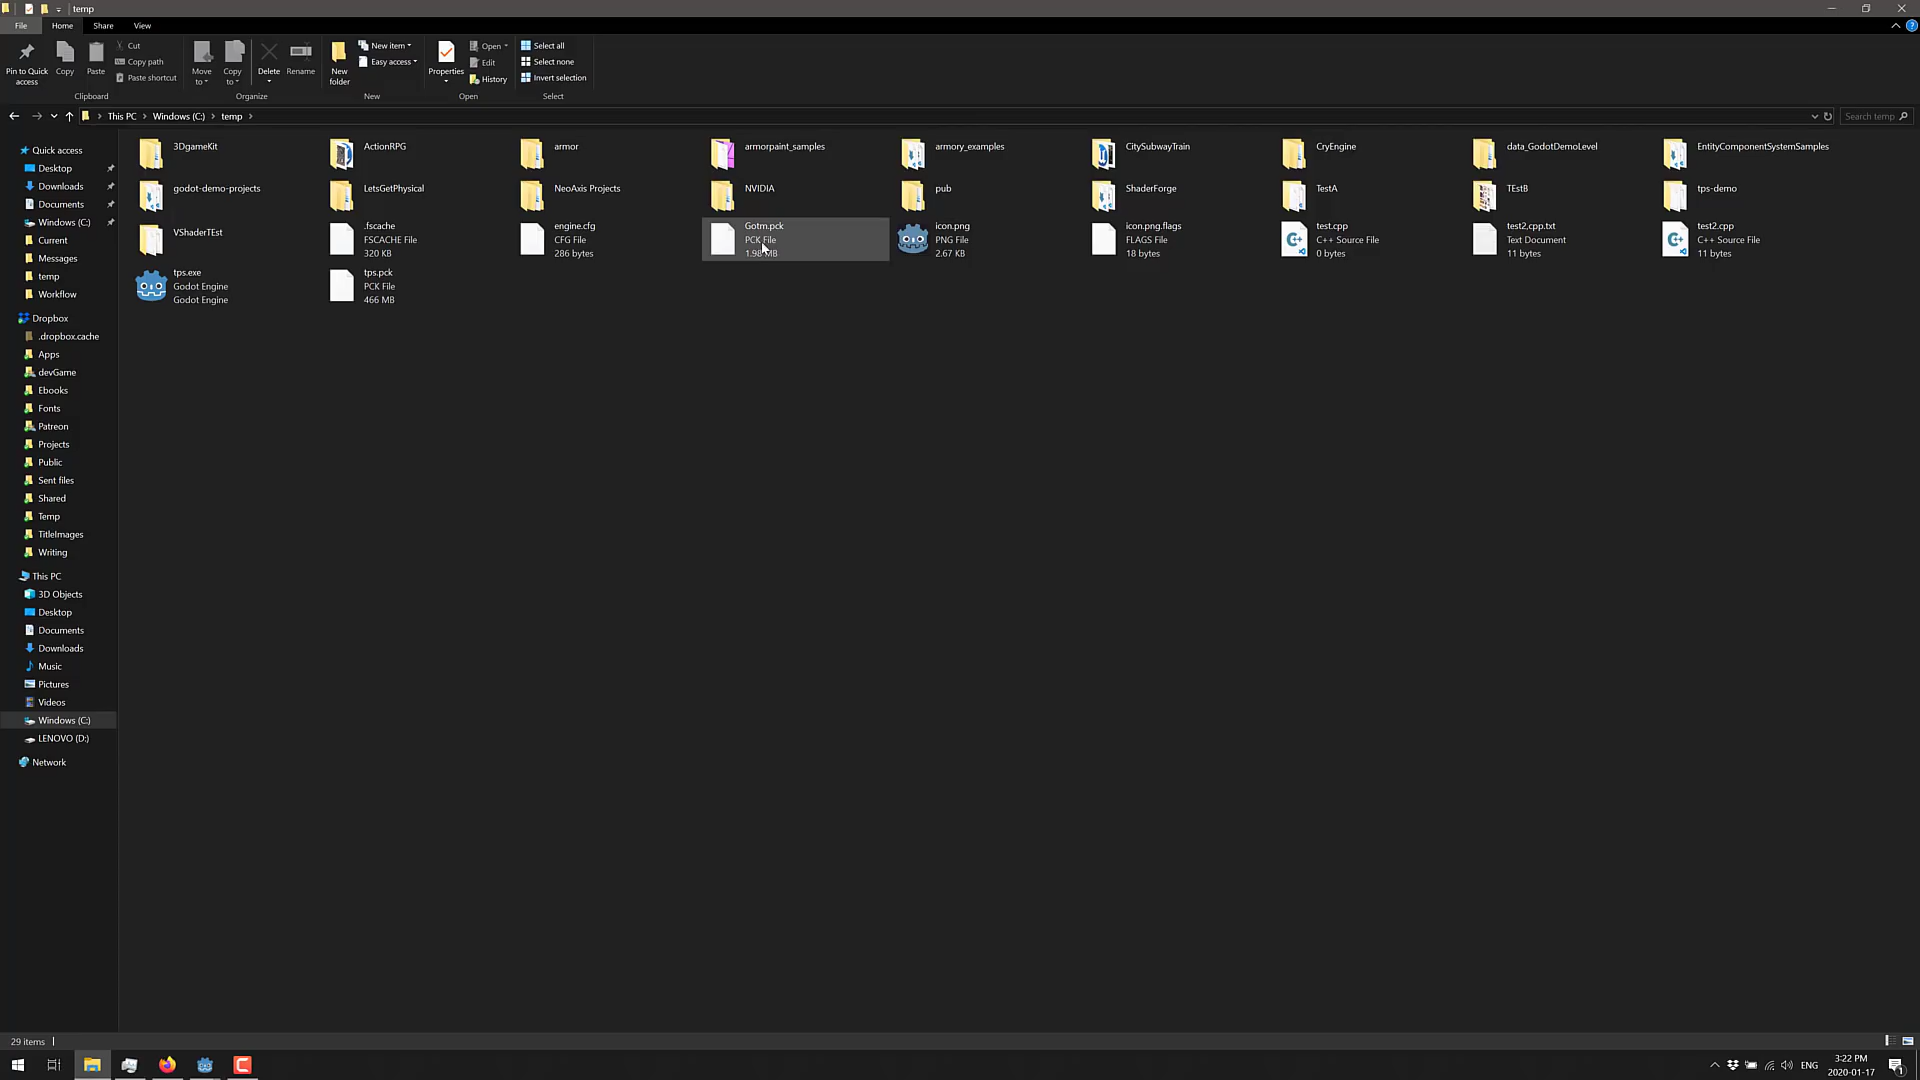 temp
File Home Share View
Pin to Quick access
Copy
Paste
Cut
Copy path
Paste shortcut
Clipboard
Move to
Copy to
Delete
Rename
Organize
New folder
New item
Easy access
New
Properties
Open
Edit
History
Open
Select all
Select none
Invert selection
Select
This PC > Windows (C:) > temp >
Search temp
Quick access
Desktop
Downloads
Documents
Windows (C:)
Current
Messages
temp
Workflow
Dropbox
.dropbox.cache
Apps
devGame
Ebooks
Fonts
Patreon
Projects
Public
Sent files
Shared
Temp
TitleImages
Writing
This PC
3D Objects
Desktop
Documents
Downloads
Music
Pictures
Videos
Windows (C:)
LENOVO (D:)
Network
3DgameKit
ActionRPG
armor
armorpaint_samples
armory_examples
CitySubwayTrain
CryEngine
data_GodotDemoLevel
EntityComponentSystemSamples
godot-demo-projects
LetsGetPhysical
NeoAxis Projects
NVIDIA
pub
ShaderForge
TestA
TEstB
tps-demo
VShaderTEst
.fscache
FSCACHE File
320 KB
engine.cfg
CFG File
286 bytes
Gotm.pck
PCK File
1.98 MB
icon.png
PNG File
2.67 KB
icon.png.flags
FLAGS File
18 bytes
test.cpp
C++ Source File
0 bytes
test2,cpp.txt
Text Document
11 bytes
test2.cpp
C++ Source File
11 bytes
tps.exe
Godot Engine
Godot Engine
tps.pck
PCK File
466 MB
29 items
ENG
3:22 PM
2020-01-17
1